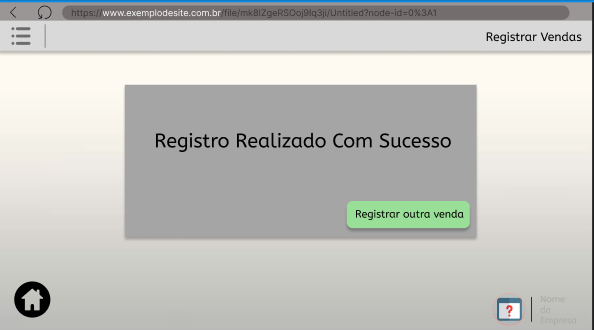 https://www.exemplodesite.com.br/file/mk8IZgeRSOoj9Iq3ji/Untitled?node-id=0%3A1
Registrar Vendas
Registro Realizado Com Sucesso
Registrar outra venda
?
Nome
da
Empresa